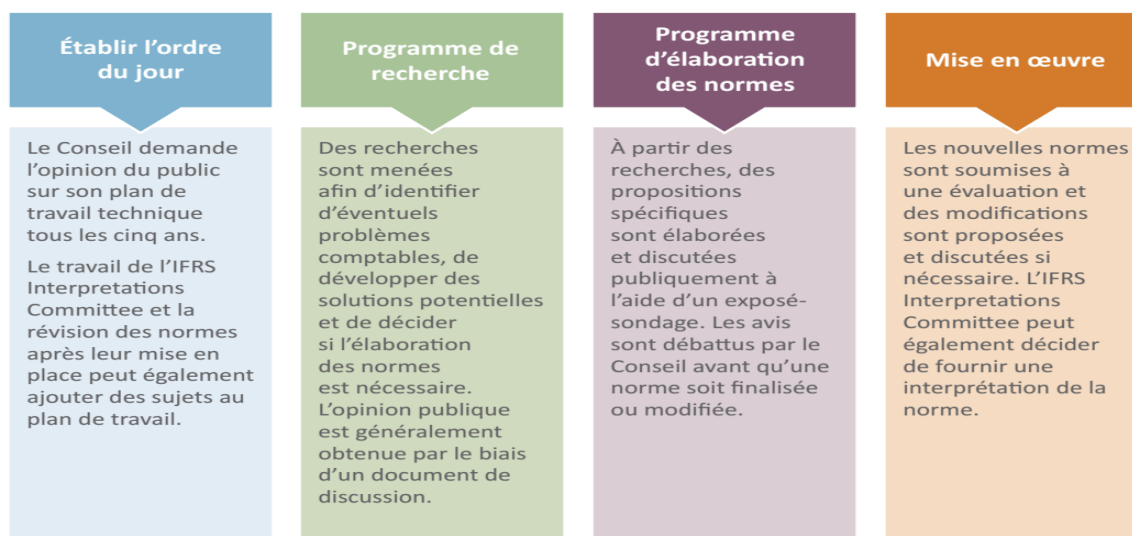 Établir l’ordre
du jour
Le Conseil demande
l’opinion du public
sur son plan de
travail technique
tous les cinq ans.
Le travail de l’IFRS
Interpretations
Committee et la
révision des normes
après leur mise en
place peut également
ajouter des sujets au
plan de travail.
Programme de
recherche
Des recherches
sont menées
afin d’identifier
d’éventuels
problèmes
comptables, de
développer des
solutions potentielles
et de décider
si l’élaboration
des normes
est nécessaire.
L’opinion publique
est généralement
obtenue par le biais
d’un document de
discussion.
Programme
d’élaboration
des normes
À partir des
recherches, des
propositions
spécifiques
sont élaborées
et discutées
publiquement à
l’aide d’un exposé-
sondage. Les avis
sont débattus par le
Conseil avant qu’une
norme soit finalisée
ou modifiée.
Mise en œuvre
Les nouvelles normes
sont soumises à
une évaluation et
des modifications
sont proposées
et discutées si
nécessaire. L’IFRS
Interpretations
Committee peut
également décider
de fournir une
interprétation de la
norme.